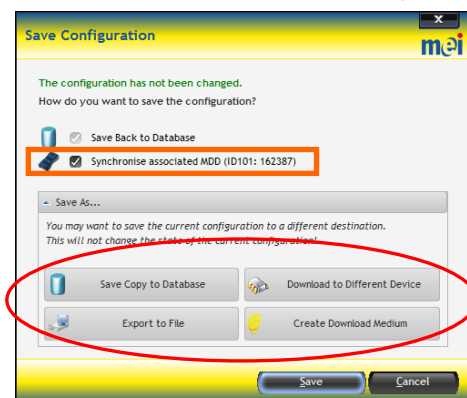 x
Save Configuration
mei
The configuration has not been changed.
How do you want to save the configuration?
Save Back to Database
Synchronise associated MDD (ID101: 162387)
Save As...
You may want to save the current configuration to a different destination.
This will not change the state of the current configuration!
Save Copy to Database
Download to Different Device
Export to File
Create Download Medium
Save
Cancel